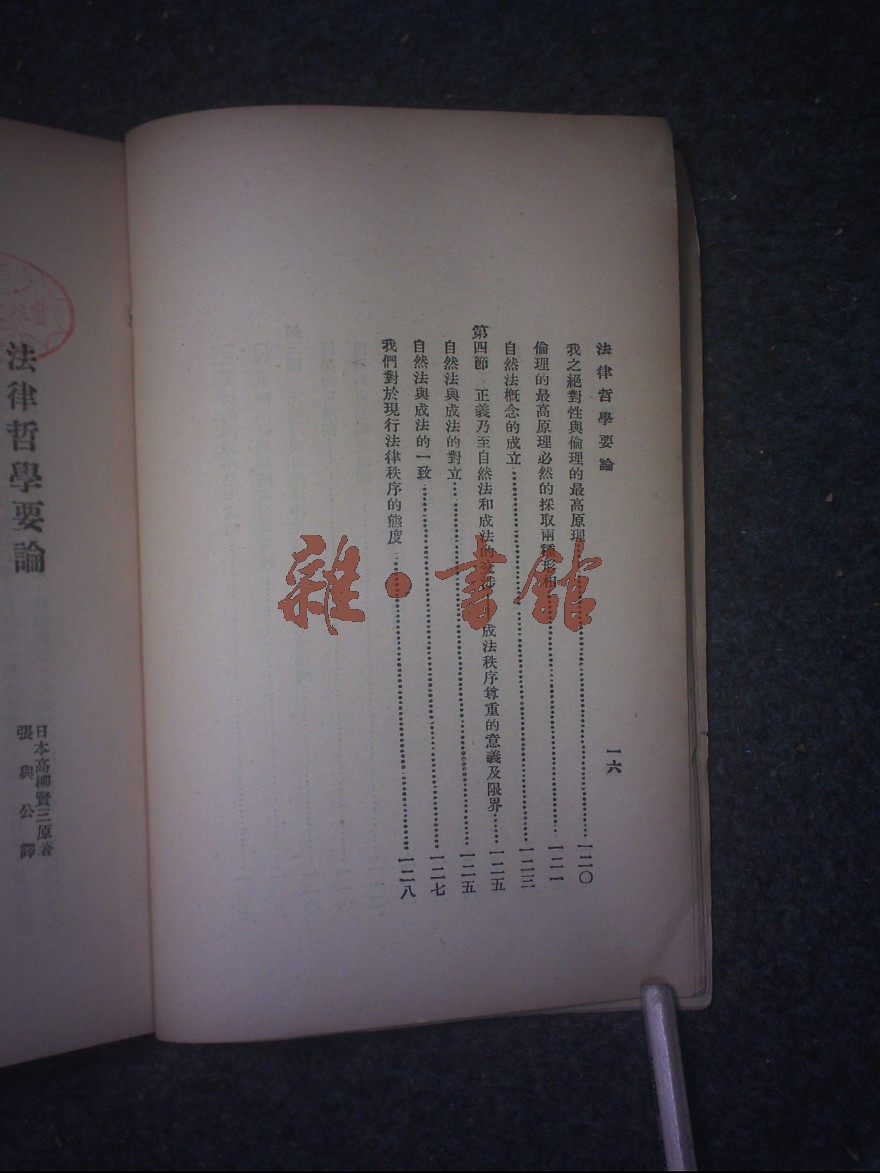 法律哲學要論
一六
我之絕對性與倫理的最高原理……一二〇
倫理的最高原理必然的採取兩種形相……一二一
自然法概念的成立……一二三
第四節　正義乃至自然法和成法的交涉　成法秩序尊重的意義及限界……一二五
自然法與成法的對立……一二五
自然法與成法的一致……一二七
我們對於現行法律秩序的態度……一二八
法律哲學要論
日本高柳賢三原著
張與公譯
雜·書館